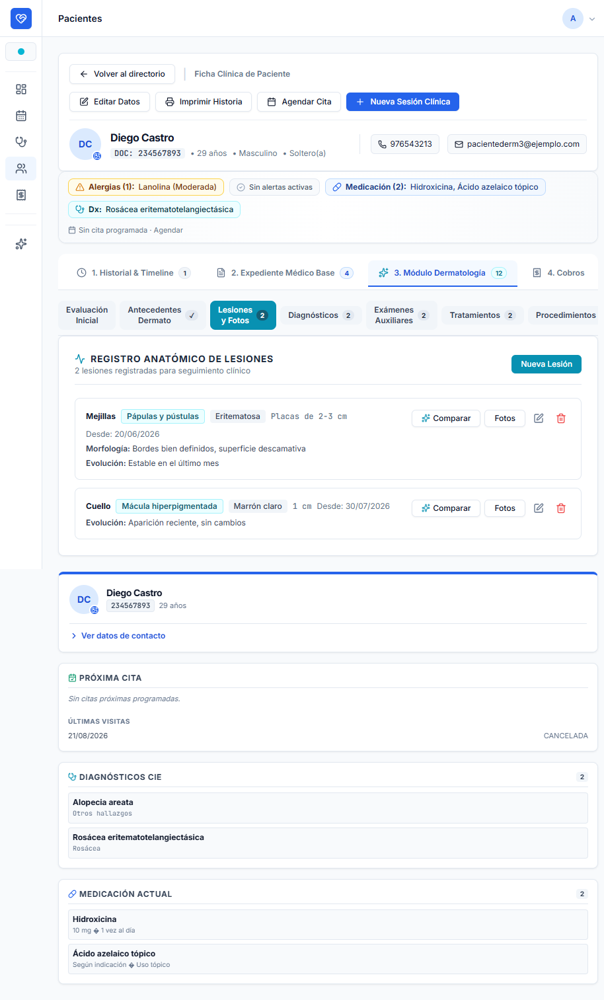 Pacientes
A
Volver al directorio
Ficha Clínica de Paciente
Editar Datos
Imprimir Historia
Agendar Cita
Nueva Sesión Clínica
DC
Diego Castro
DOC: 234567893 • 29 años • Masculino • Soltero(a)
976543213
pacientederm3@ejemplo.com
Alergias (1): Lanolina (Moderada)
Sin alertas activas
Medicación (2): Hidroxicina, Ácido azelaico tópico
Dx: Rosácea eritematotelangiectásica
Sin cita programada · Agendar
1. Historial & Timeline 1
2. Expediente Médico Base 4
3. Módulo Dermatología 12
4. Cobros
Evaluación Inicial
Antecedentes Dermato ✓
Lesiones y Fotos 2
Diagnósticos 2
Exámenes Auxiliares 2
Tratamientos 2
Procedimientos
REGISTRO ANATÓMICO DE LESIONES
2 lesiones registradas para seguimiento clínico
Nueva Lesión
Mejillas Pápulas y pústulas Eritematosa Placas de 2-3 cm
Comparar Fotos
Desde: 20/06/2026
Morfología: Bordes bien definidos, superficie descamativa
Evolución: Estable en el último mes
Cuello Mácula hiperpigmentada Marrón claro 1 cm Desde: 30/07/2026
Comparar Fotos
Evolución: Aparición reciente, sin cambios
DC
Diego Castro
234567893 29 años
Ver datos de contacto
PRÓXIMA CITA
Sin citas próximas programadas.
ÚLTIMAS VISITAS
21/08/2026 CANCELADA
DIAGNÓSTICOS CIE 2
Alopecia areata
Otros hallazgos
Rosácea eritematotelangiectásica
Rosácea
MEDICACIÓN ACTUAL 2
Hidroxicina
10 mg � 1 vez al día
Ácido azelaico tópico
Según indicación � Uso tópico